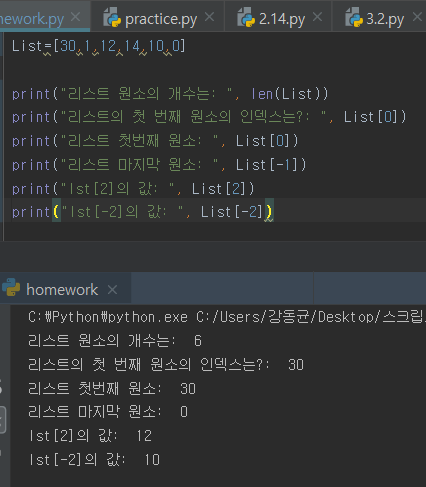 mework.py × practice.py × 2.14.py × 3.2.py ×
List=[30,1,12,14,10,0]
print("리스트 원소의 개수는: ", len(List))
print("리스트의 첫 번째 원소의 인덱스는?: ", List[0])
print("리스트 첫번째 원소: ", List[0])
print("리스트 마지막 원소: ", List[-1])
print("lst[2]의 값: ", List[2])
print("lst[-2]의 값: ", List[-2])
homework ×
C:₩Python₩python.exe C:/Users/강동균/Desktop/스크립
리스트 원소의 개수는:  6
리스트의 첫 번째 원소의 인덱스는?:  30
리스트 첫번째 원소:  30
리스트 마지막 원소:  0
lst[2]의 값:  12
lst[-2]의 값:  10